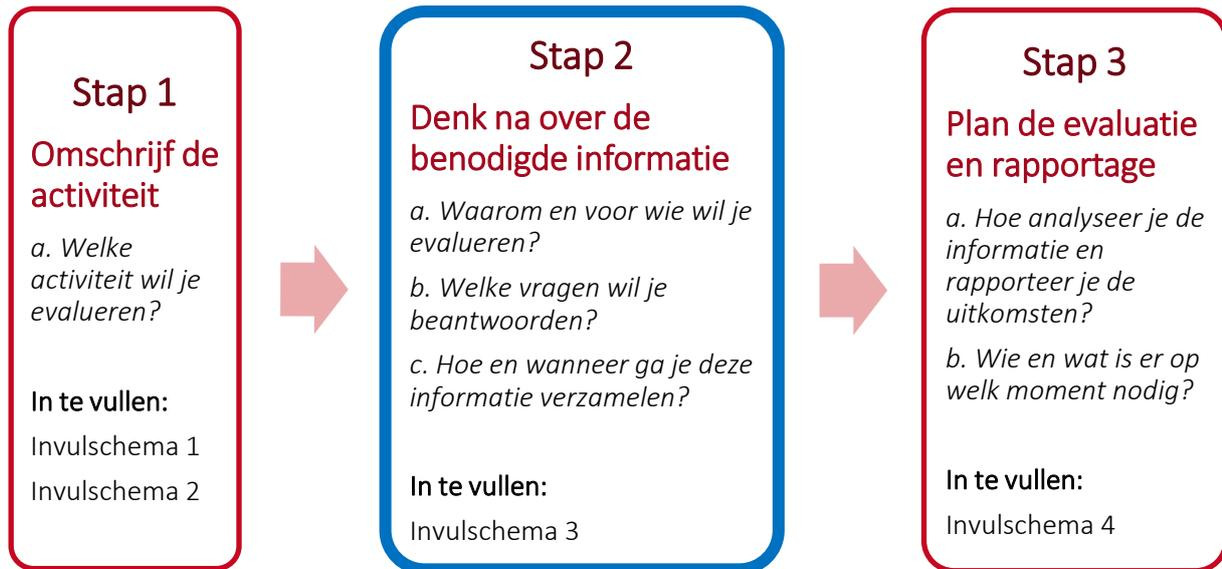 Stap 1
Omschrijf de
activiteit
a. Welke
activiteit wil je
evalueren?
In te vullen:
Invulschema 1
Invulschema 2
Stap 2
Denk na over de
benodigde informatie
a. Waarom en voor wie wil je
evalueren?
b. Welke vragen wil je
beantwoorden?
c. Hoe en wanneer ga je deze
informatie verzamelen?
In te vullen:
Invulschema 3
Stap 3
Plan de evaluatie
en rapportage
a. Hoe analyseer je de
informatie en
rapporteer je de
uitkomsten?
b. Wie en wat is er op
welk moment nodig?
In te vullen:
Invulschema 4